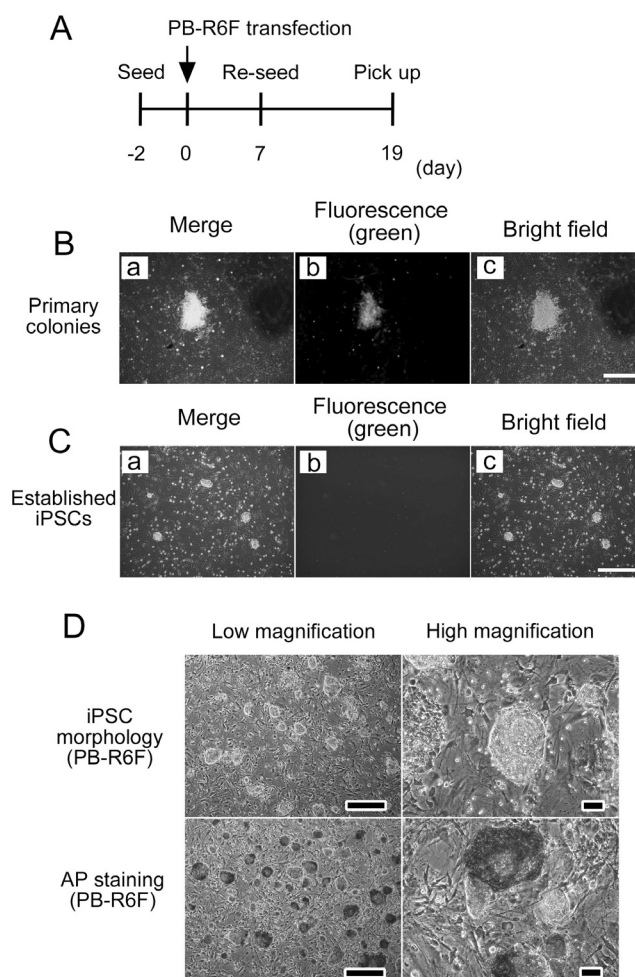 A
PB-R6F transfection
Seed
Re-seed
Pick up
-2
0
7
19
(day)
B
Merge
Fluorescence
(green)
Bright field
Primary
colonies
a
b
c
C
Merge
Fluorescence
(green)
Bright field
Established
iPSCs
a
b
c
D
Low magnification
High magnification
iPSC
morphology
(PB-R6F)
AP staining
(PB-R6F)